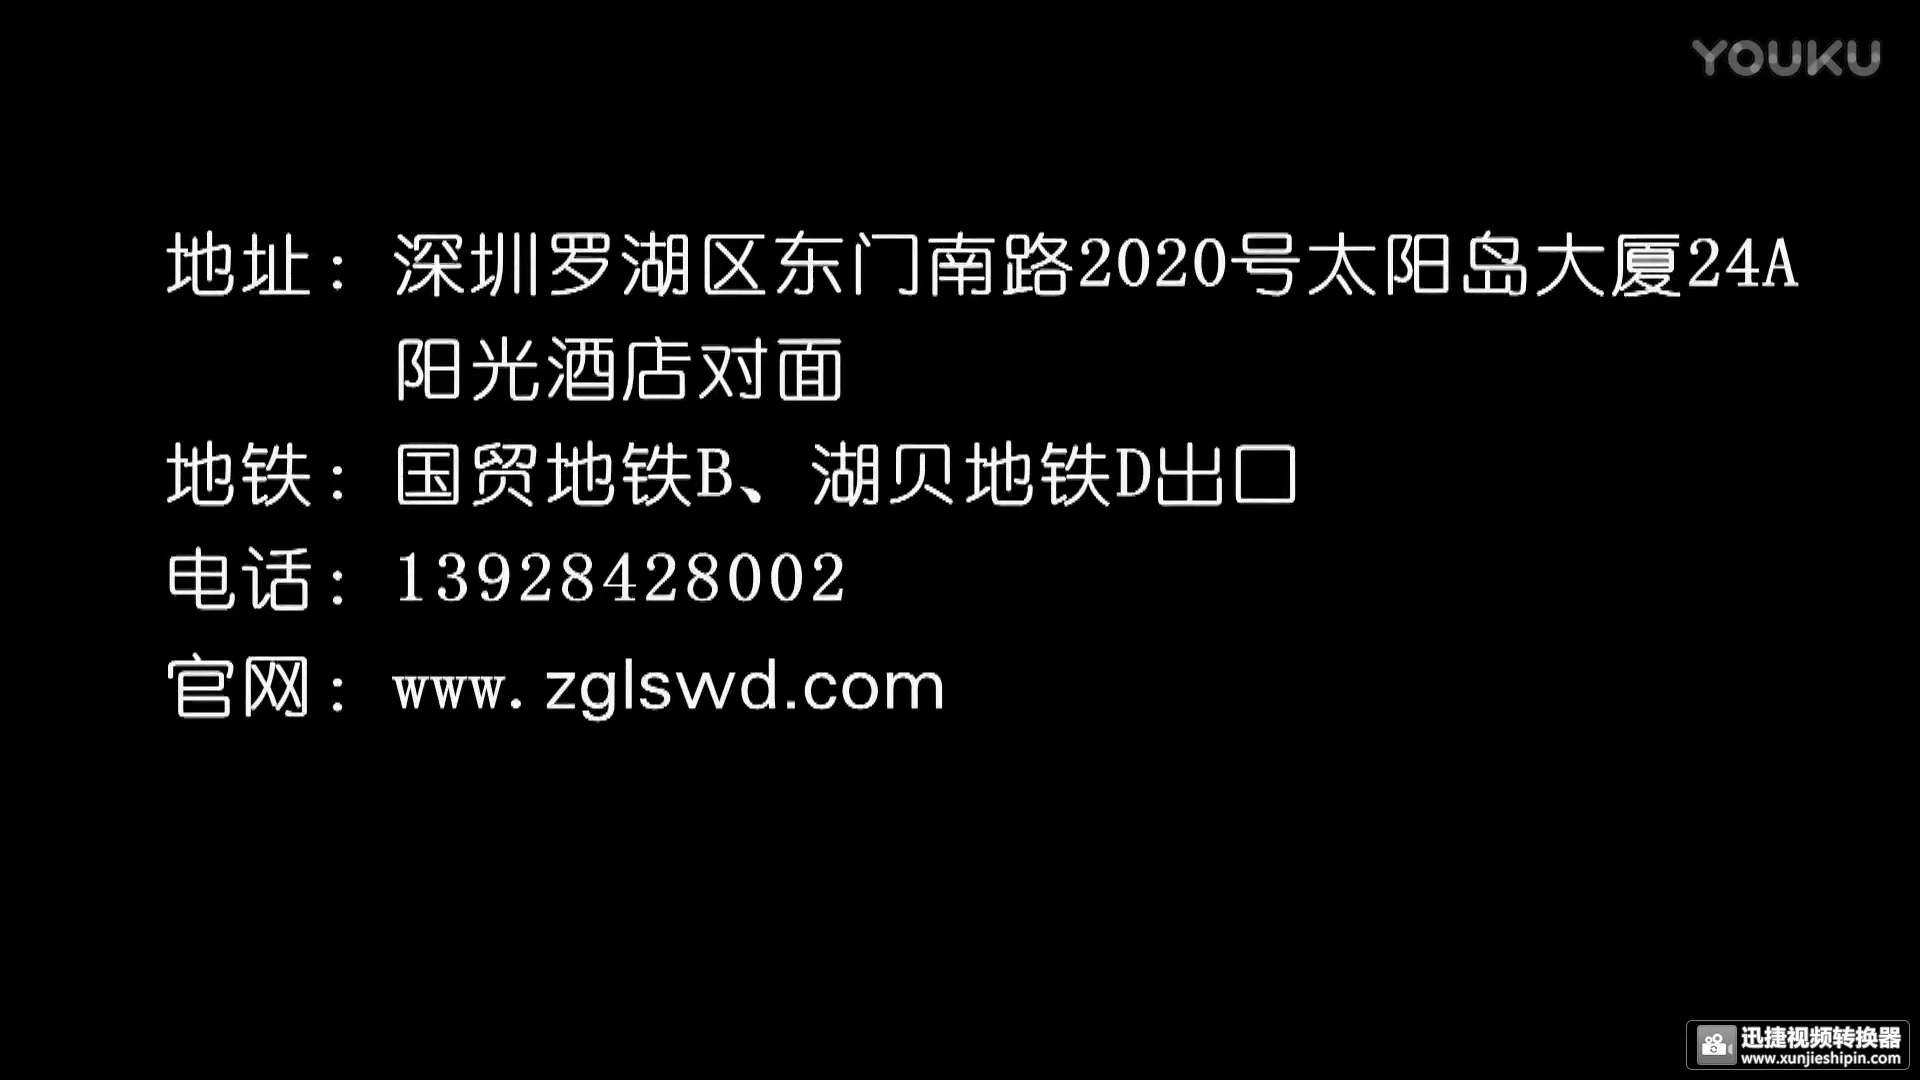 YOUKU
地址：深圳罗湖区东门南路2020号太阳岛大厦24A
阳光酒店对面
地铁：国贸地铁B、湖贝地铁D出口
电话：13928428002
官网：www.zglswd.com
迅捷视频转换器
www.xunjieshipin.com